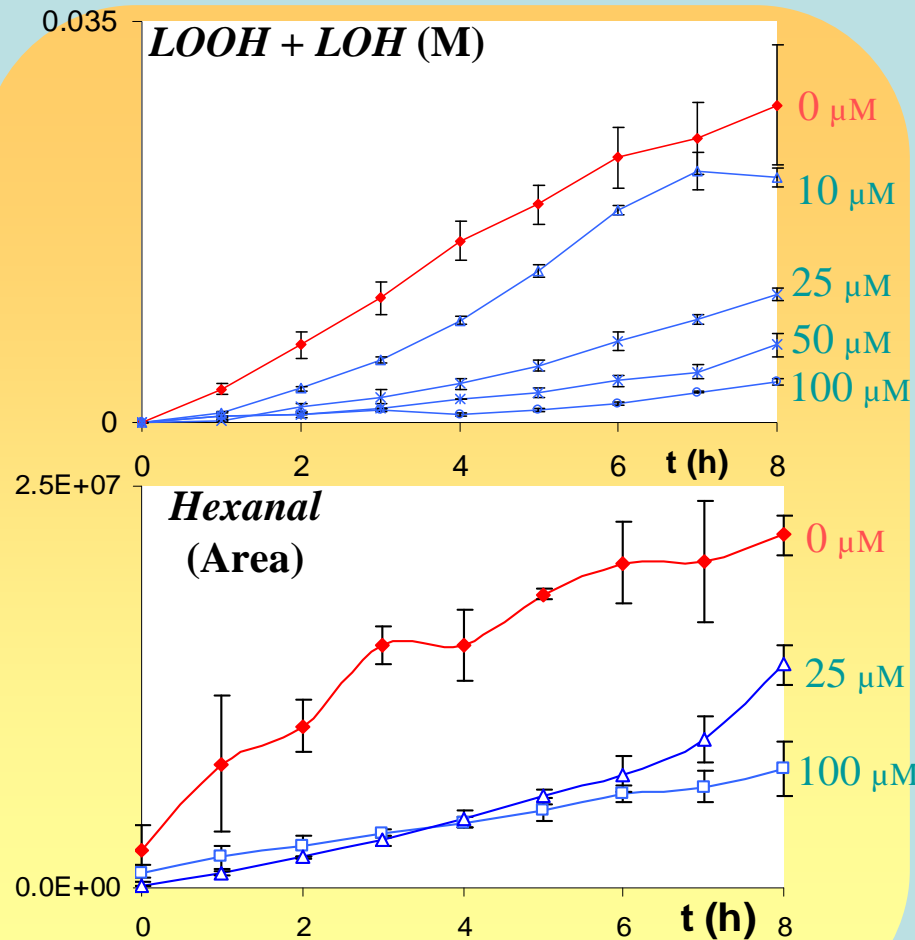 0.035
LOOH + LOH (M)
0 µM
10 µM
25 µM
50 µM
100 µM
0
0 2 4 6 t (h) 8
2.5E+07
Hexanal
(Area)
0 µM
25 µM
100 µM
0.0E+00
0 2 4 6 t (h) 8